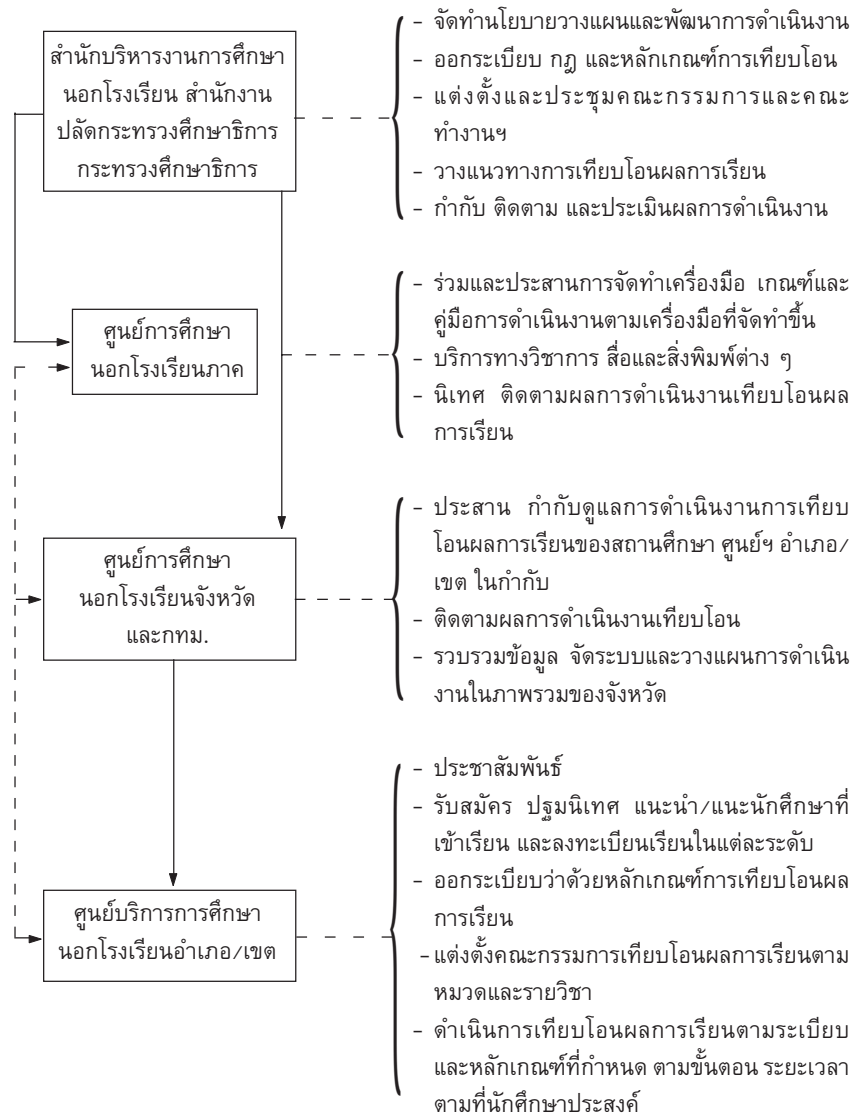 สำนักบริหารงานการศึกษา
นอกโรงเรียน สำนักงาน
ปลัดกระทรวงศึกษาธิการ
กระทรวงศึกษาธิการ
– จัดทำนโยบายวางแผนและพัฒนาการดำเนินงาน
– ออกระเบียบ กฎ และหลักเกณฑ์การเทียบโอน
– แต่งตั้งและประชุมคณะกรรมการและคณะ
ทำงานฯ
– วางแนวทางการเทียบโอนผลการเรียน
– กำกับ ติดตาม และประเมินผลการดำเนินงาน
ศูนย์การศึกษา
นอกโรงเรียนภาค
– ร่วมและประสานการจัดทำเครื่องมือ เกณฑ์และ
คู่มือการดำเนินงานตามเครื่องมือที่จัดทำขึ้น
– บริการทางวิชาการ สื่อและสิ่งพิมพ์ต่าง ๆ
– นิเทศ ติดตามผลการดำเนินงานเทียบโอนผล
การเรียน
ศูนย์การศึกษา
นอกโรงเรียนจังหวัด
และกทม.
– ประสาน กำกับดูแลการดำเนินงานการเทียบ
โอนผลการเรียนของสถานศึกษา ศูนย์ฯ อำเภอ/
เขต ในกำกับ
– ติดตามผลการดำเนินงานเทียบโอน
– รวบรวมข้อมูล จัดระบบและวางแผนการดำเนิน
งานในภาพรวมของจังหวัด
ศูนย์บริการการศึกษา
นอกโรงเรียนอำเภอ/เขต
– ประชาสัมพันธ์
– รับสมัคร ปฐมนิเทศ แนะนำ/แนะนักศึกษาที่
เข้าเรียน และลงทะเบียนเรียนในแต่ละระดับ
– ออกระเบียบว่าด้วยหลักเกณฑ์การเทียบโอนผล
การเรียน
– แต่งตั้งคณะกรรมการเทียบโอนผลการเรียนตาม
หมวดและรายวิชา
– ดำเนินการเทียบโอนผลการเรียนตามระเบียบ
และหลักเกณฑ์ที่กำหนด ตามขั้นตอน ระยะเวลา
ตามที่นักศึกษาประสงค์